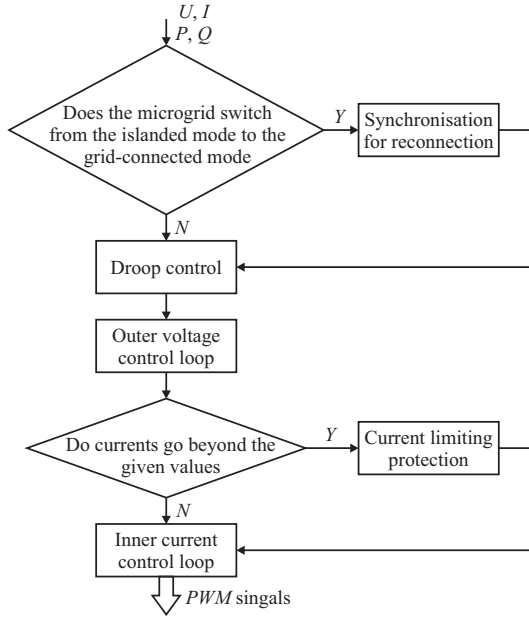 U, I
P, Q
Does the microgrid switch
from the islanded mode to the
grid-connected mode
Y
Synchronisation
for reconnection
N
Droop control
Outer voltage
control loop
Do currents go beyond the
given values
Y
Current limiting
protection
N
Inner current
control loop
PWM singals